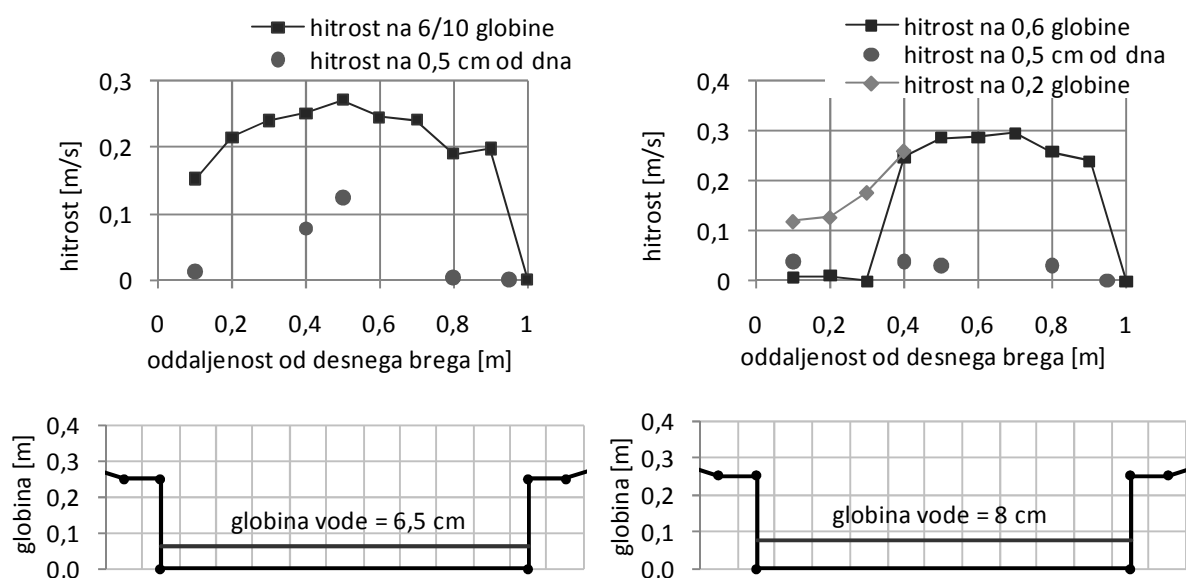 hitrost na 6/10 globine
hitrost na 0,5 cm od dna
0,3
0,2
0,1
0
hitrost [m/s]
0 0,2 0,4 0,6 0,8 1
oddaljenost od desnega brega [m]
hitrost na 0,6 globine
hitrost na 0,5 cm od dna
hitrost na 0,2 globine
0,4
0,3
0,2
0,1
0
hitrost [m/s]
0 0,2 0,4 0,6 0,8 1
oddaljenost od desnega brega [m]
0,4
0,3
0,2
0,1
0,0
globina [m]
globina vode = 6,5 cm
0,4
0,3
0,2
0,1
0,0
globina [m]
globina vode = 8 cm